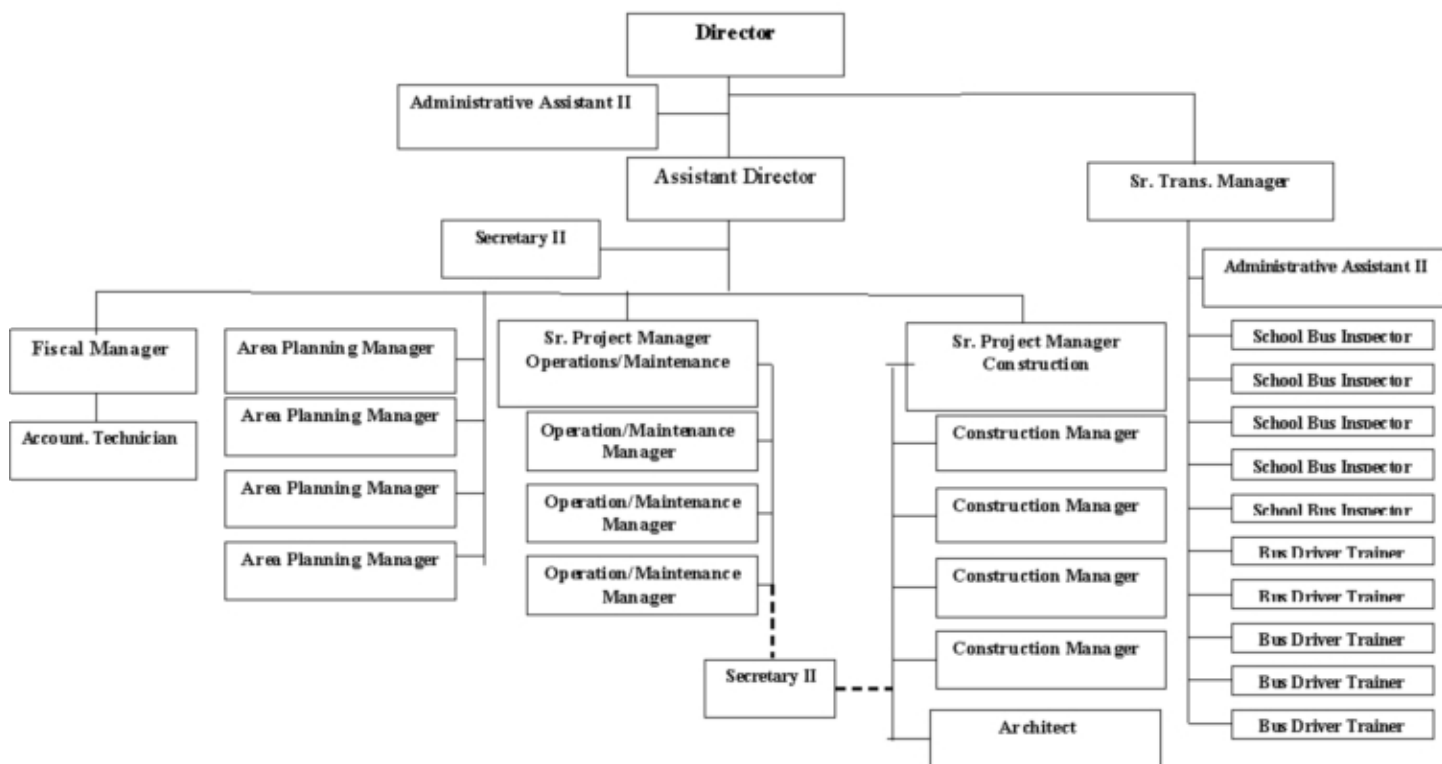 Director
Administrative Assistant II
Assistant Director
Sr. Trans. Manager
Secretary II
Administrative Assistant II
Fiscal Manager
Account. Technician
Area Planning Manager
Area Planning Manager
Area Planning Manager
Area Planning Manager
Sr. Project Manager
Operations/Maintenance
Operation/Maintenance
Manager
Operation/Maintenance
Manager
Operation/Maintenance
Manager
Secretary II
Sr. Project Manager
Construction
Construction Manager
Construction Manager
Construction Manager
Construction Manager
Architect
School Bus Inspector
School Bus Inspector
School Bus Inspector
School Bus Inspector
School Bus Inspector
Bus Driver Trainer
Bus Driver Trainer
Bus Driver Trainer
Bus Driver Trainer
Bus Driver Trainer